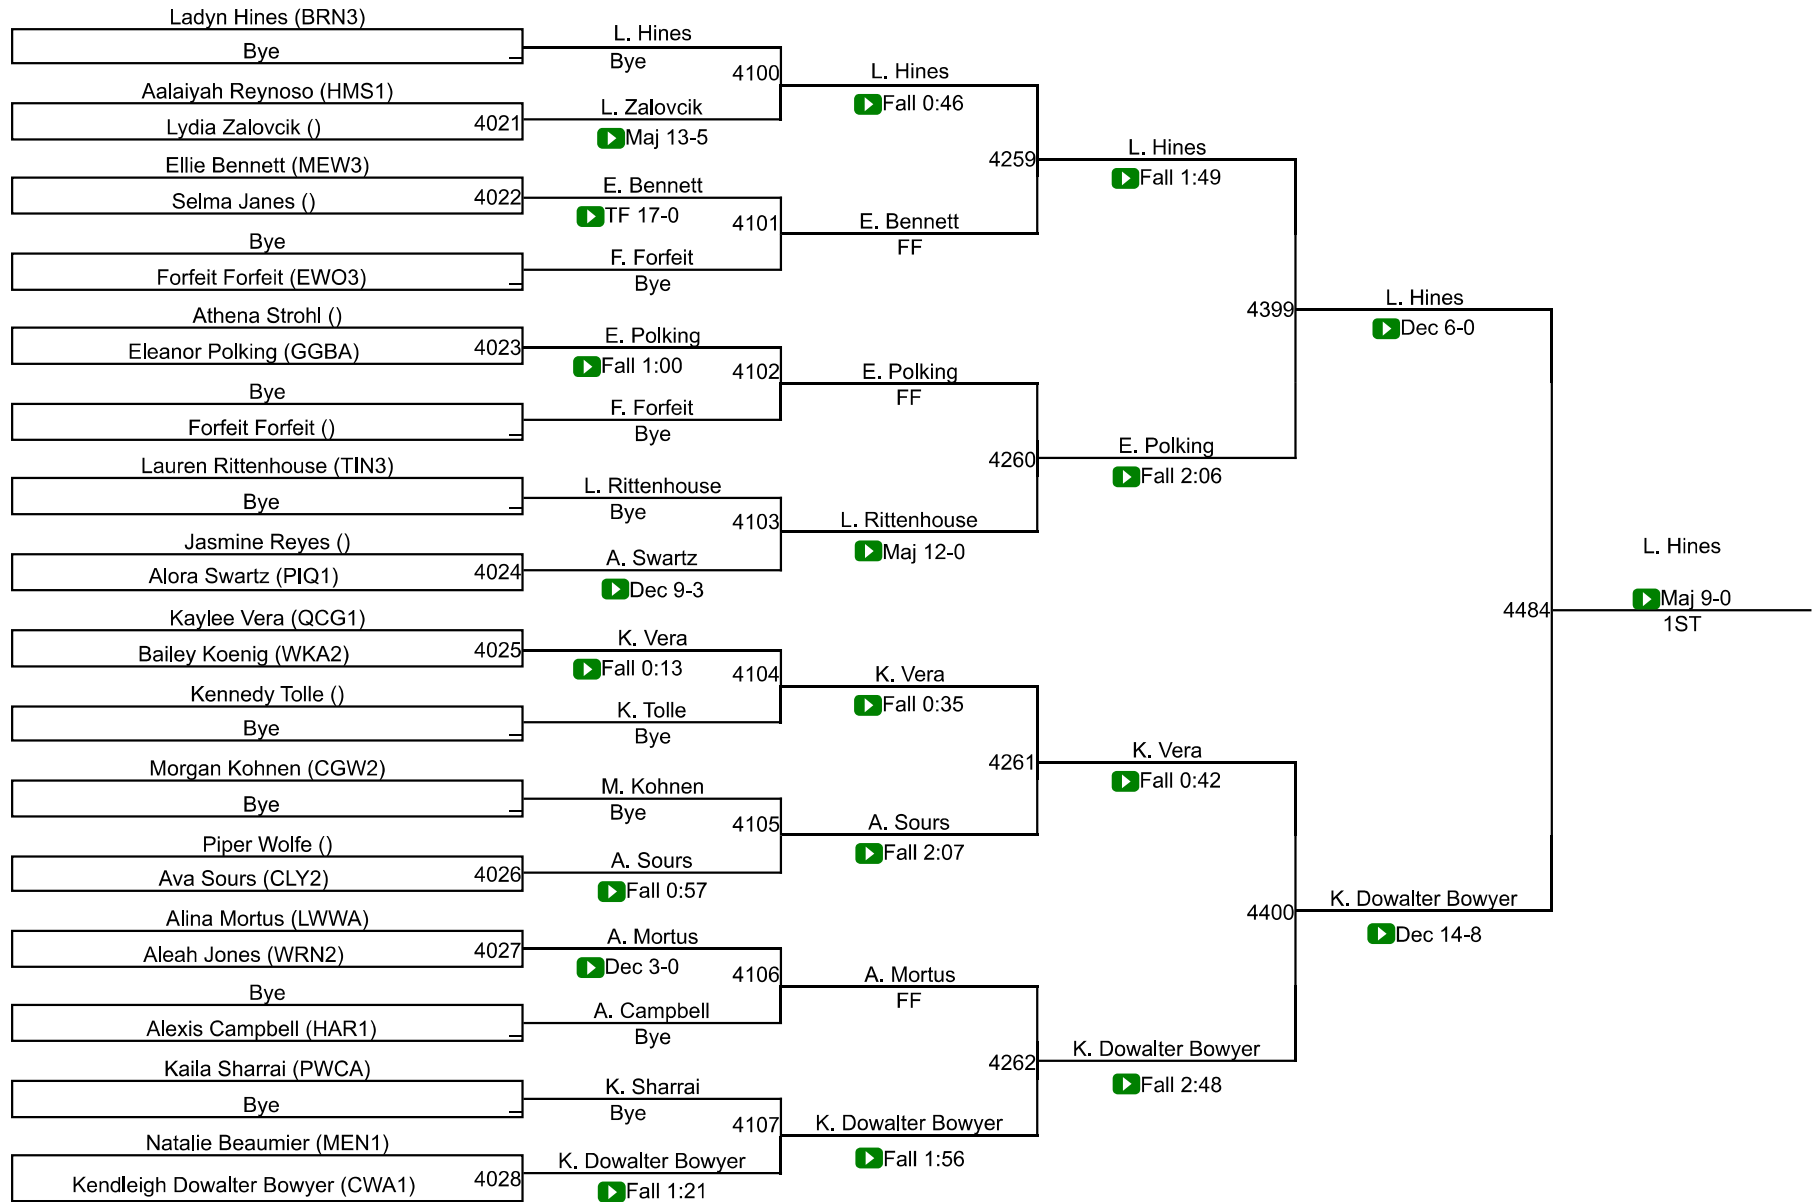 Ladyn Hines (BRN3)
Bye
Aalaiyah Reynoso (HMS1)
Lydia Zalovcik () 4021
Ellie Bennett (MEW3)
Selma Janes () 4022
Bye
Forfeit Forfeit (EWO3)
Athena Strohl ()
Eleanor Polking (GGBA) 4023
Bye
Forfeit Forfeit ()
Lauren Rittenhouse (TIN3)
Bye
Jasmine Reyes ()
Alora Swartz (PIQ1) 4024
Kaylee Vera (QCG1)
Bailey Koenig (WKA2) 4025
Kennedy Tolle ()
Bye
Morgan Kohnen (CGW2)
Bye
Piper Wolfe ()
Ava Sours (CLY2) 4026
Alina Mortus (LWWA)
Aleah Jones (WRN2) 4027
Bye
Alexis Campbell (HAR1)
Kaila Sharrai (PWCA)
Bye
Natalie Beaumier (MEN1)
Kendleigh Dowalter Bowyer (CWA1) 4028
L. Hines
Bye
4100
L. Zalovcik
Maj 13-5
E. Bennett
TF 17-0
4101
F. Forfeit
Bye
E. Polking
Fall 1:00
4102
F. Forfeit
Bye
L. Rittenhouse
Bye
4103
A. Swartz
Dec 9-3
K. Vera
Fall 0:13
4104
K. Tolle
Bye
M. Kohnen
Bye
4105
A. Sours
Fall 0:57
A. Mortus
Dec 3-0
4106
A. Campbell
Bye
K. Sharrai
Bye
4107
K. Dowalter Bowyer
Fall 1:21
L. Hines
Fall 0:46
4259
E. Bennett
FF
E. Polking
FF
4260
L. Rittenhouse
Maj 12-0
K. Vera
Fall 0:35
4261
A. Sours
Fall 2:07
A. Mortus
FF
4262
K. Dowalter Bowyer
Fall 1:56
L. Hines
Fall 1:49
4399
E. Polking
Fall 2:06
K. Vera
Fall 0:42
4400
K. Dowalter Bowyer
Fall 2:48
L. Hines
Dec 6-0
4484
K. Dowalter Bowyer
Dec 14-8
L. Hines
Maj 9-0
1ST